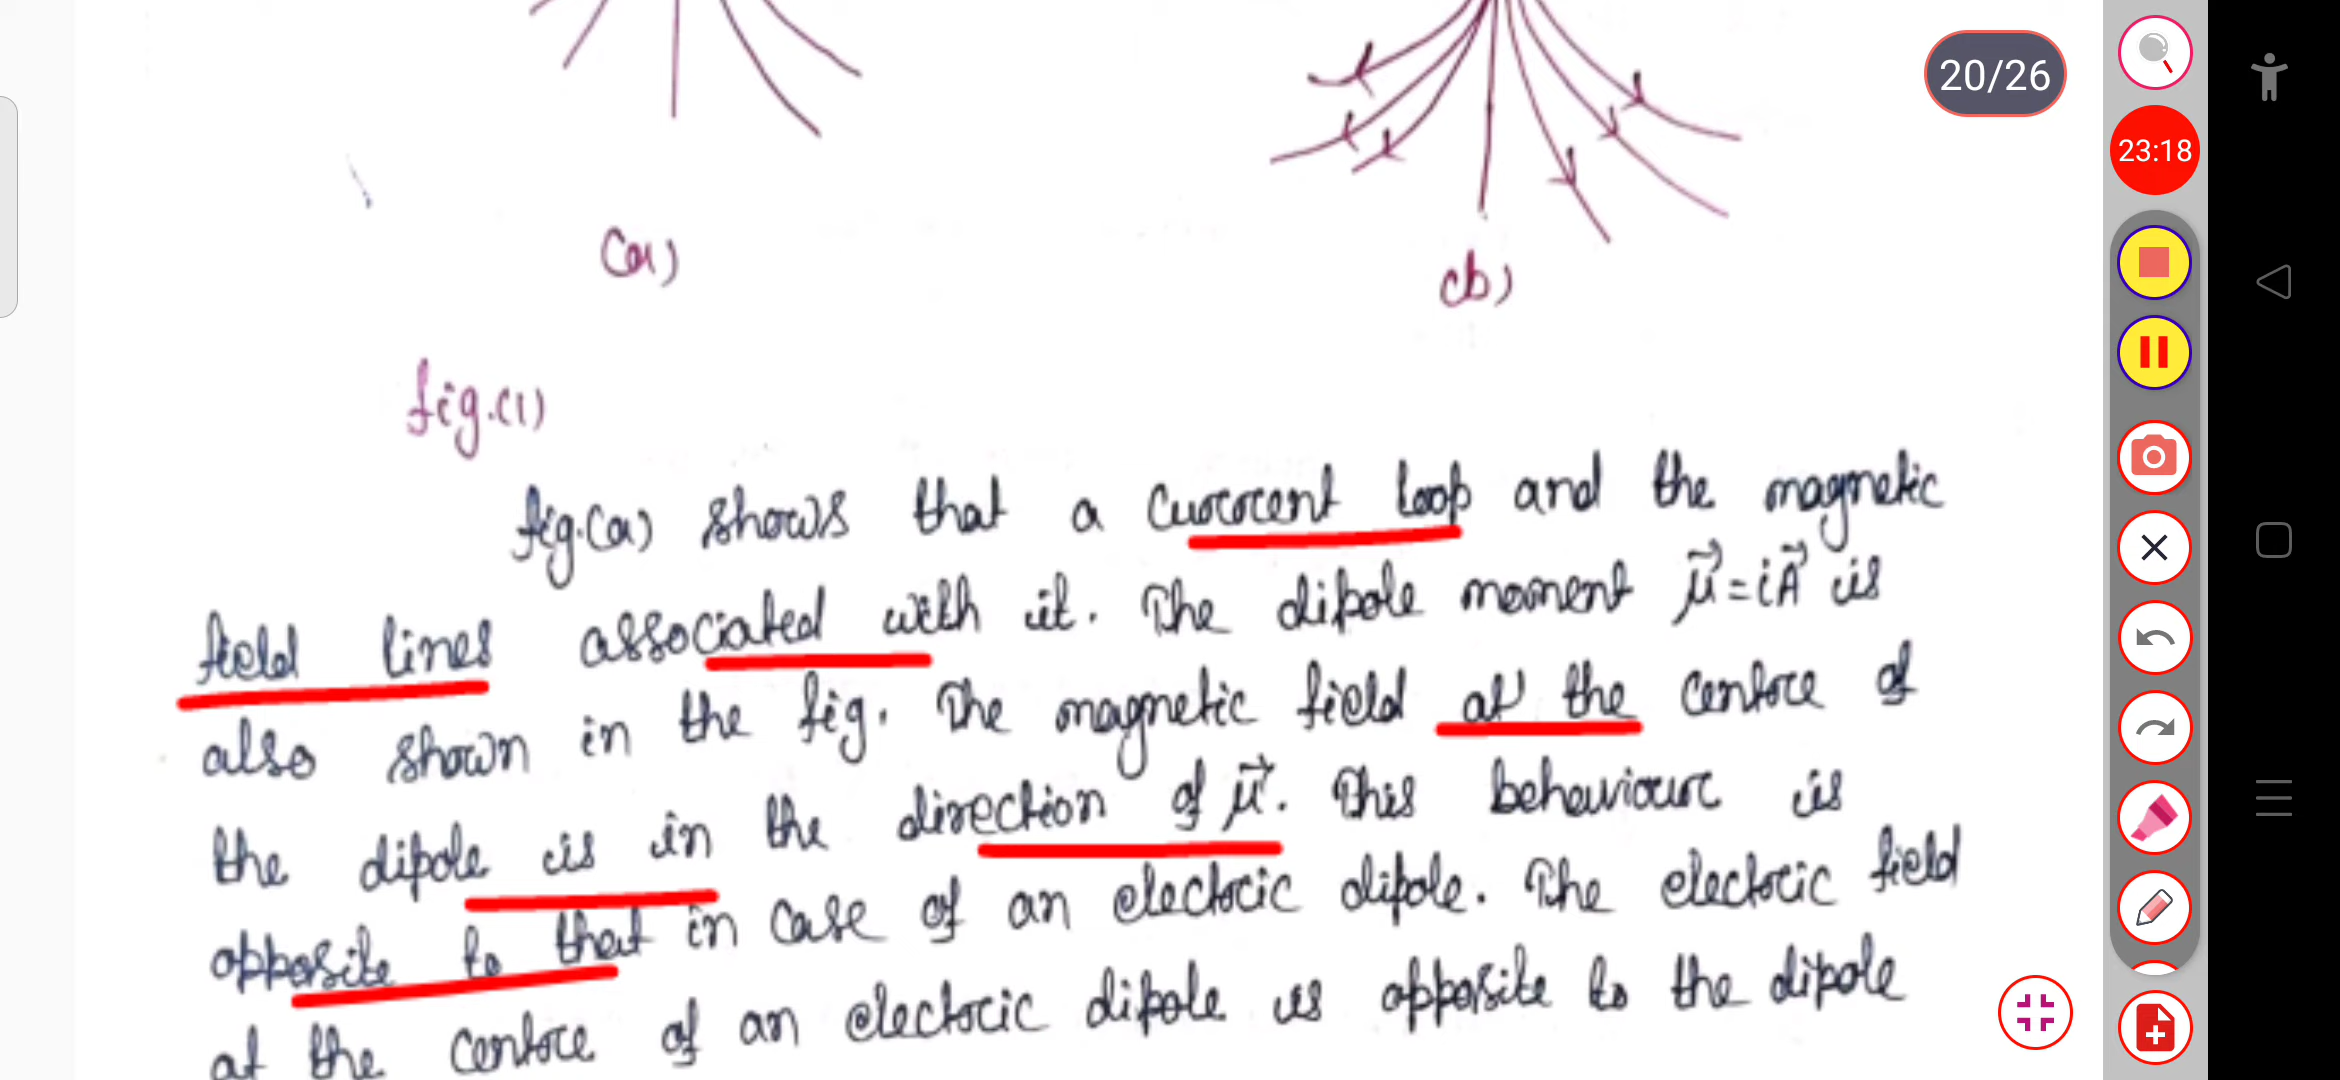 20/26
23:18
(a)
(b)
fig.(1)
fig.(a) shows that a current loop and the magnetic
field lines associated with it. The dipole moment μ⃗ = iA⃗ is
also shown in the fig. The magnetic field at the centre of
the dipole is in the direction of μ⃗. This behaviour is
opposite to that in case of an electric dipole. The electric field
at the centre of an electric dipole is opposite to the dipole